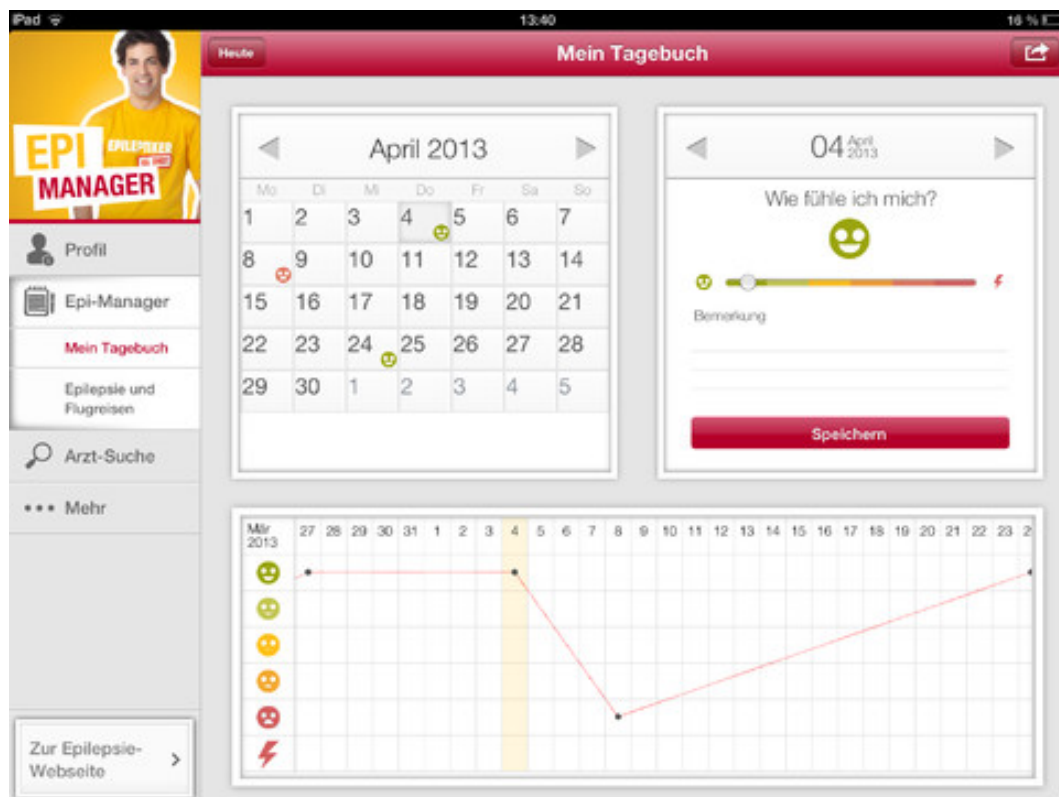 iPad
13:40
16 %
EPI
MANAGER
EPILEPTIKER
Heute
Mein Tagebuch
Profil
Epi-Manager
Mein Tagebuch
Epilepsie und
Flugreisen
Arzt-Suche
Mehr
Zur Epilepsie-
Webseite
April 2013
Mo Di Mi Do Fr Sa So
1 2 3 4 5 6 7
8 9 10 11 12 13 14
15 16 17 18 19 20 21
22 23 24 25 26 27 28
29 30 1 2 3 4 5
04 April
2013
Wie fühle ich mich?
Bemerkung
Speichern
Mär
2013
27 28 29 30 31 1 2 3 4 5 6 7 8 9 10 11 12 13 14 15 16 17 18 19 20 21 22 23